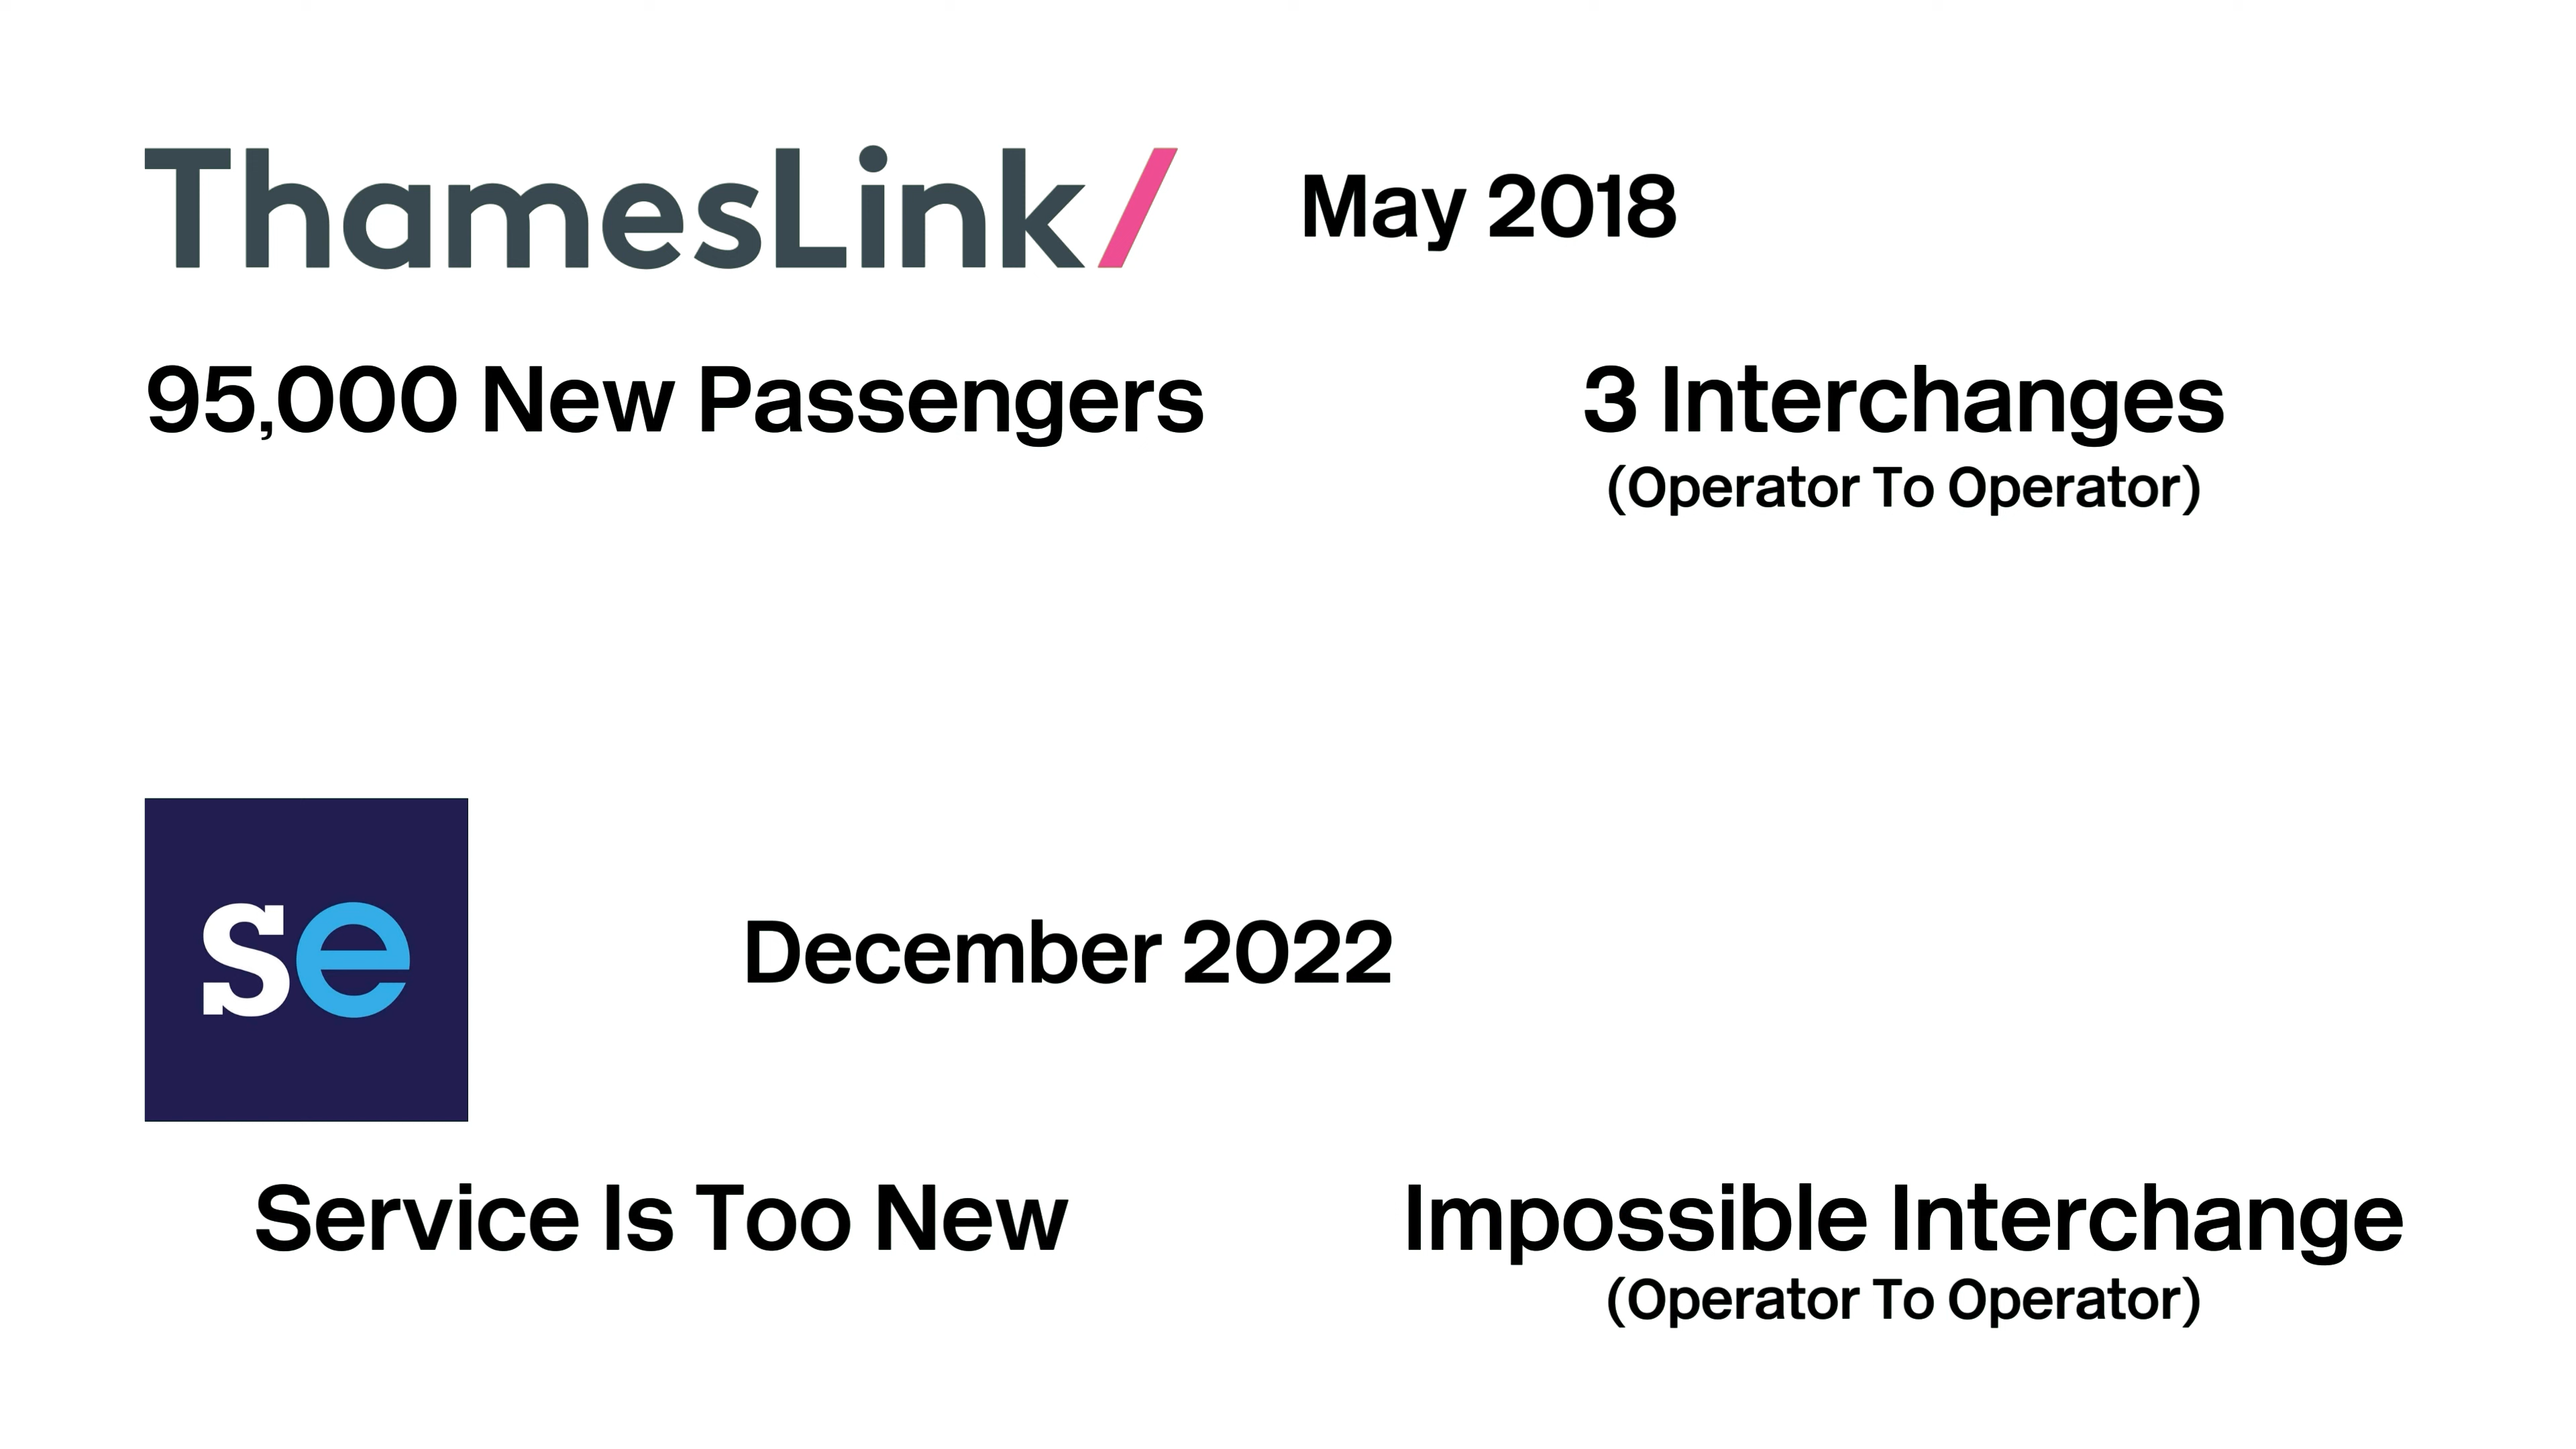 ThamesLink/
May 2018
95,000 New Passengers
3 Interchanges
(Operator To Operator)
se
December 2022
Service Is Too New
Impossible Interchange
(Operator To Operator)